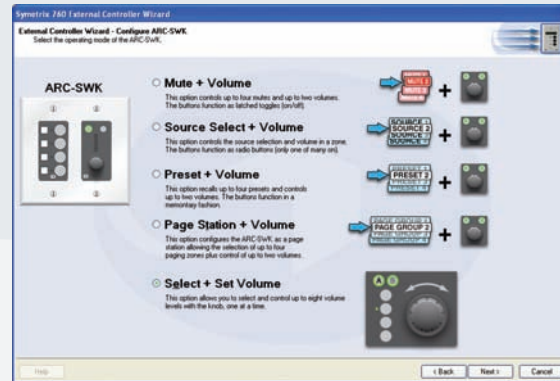 Symetrix 760 External Controller Wizard
External Controller Wizard - Configure ARC-SWK
Select the operating mode of the ARC-SWK.
ARC-SWK
Mute + Volume
This option controls up to four mutes and up to two volumes.
The buttons function as latched toggles (on/off).
MUTE 2
+
Source Select + Volume
This option controls the source selection and volume in a zone.
The buttons function as radio buttons (only one of many on).
SOURCE 1
SOURCE 2
SOURCE 3
SOURCE 4
+
Preset + Volume
This option recalls up to four presets and controls
up to two volumes. The buttons function in a
momentary fashion.
PRESET 1
PRESET 2
PRESET 3
PRESET 4
+
Page Station + Volume
This option configures the ARC-SWK as a page
station allowing the selection of up to four
paging zones plus control of up to two volumes.
PAGE GROUP 1
PAGE GROUP 2
PAGE GROUP 3
PAGE GROUP 4
+
Select + Set Volume
This option allows you to select and control up to eight volume
levels with the knob, one at a time.
A B
Help
< Back
Next >
Cancel